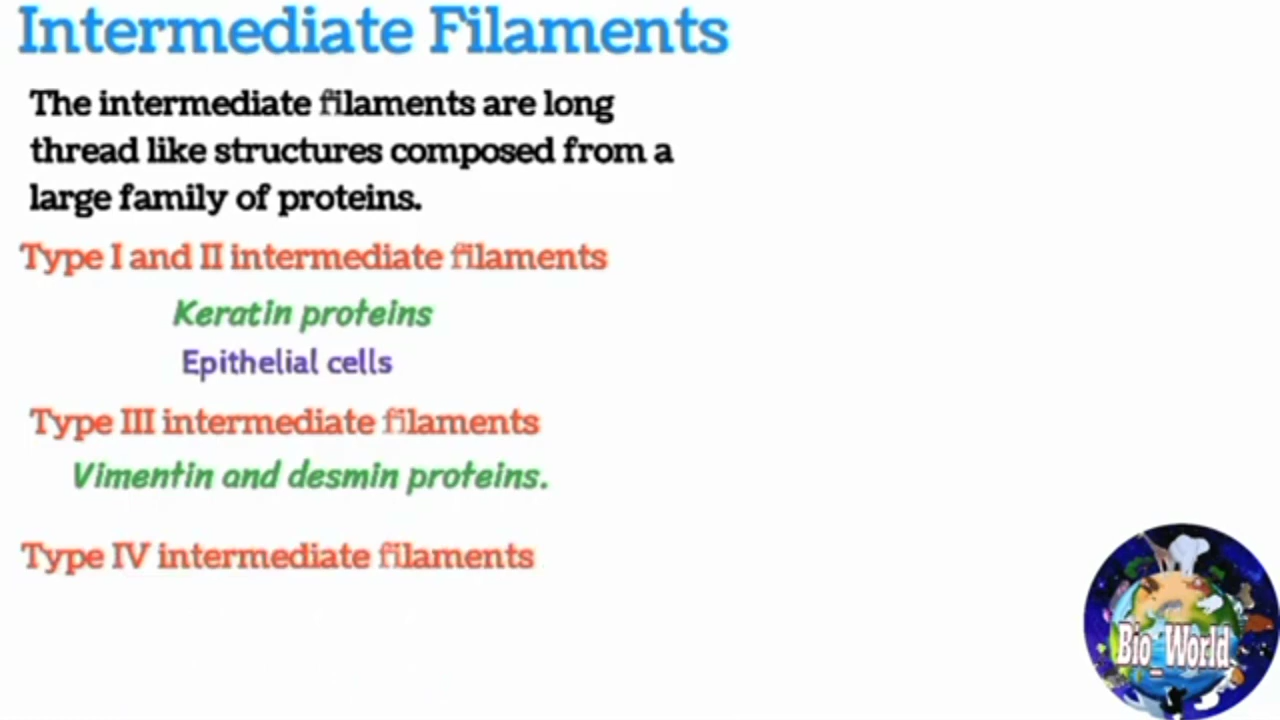 Intermediate Filaments
The intermediate filaments are long
thread like structures composed from a
large family of proteins.
Type I and II intermediate filaments
Keratin proteins
Epithelial cells
Type III intermediate filaments
Vimentin and desmin proteins.
Type IV intermediate filaments
Bio_World